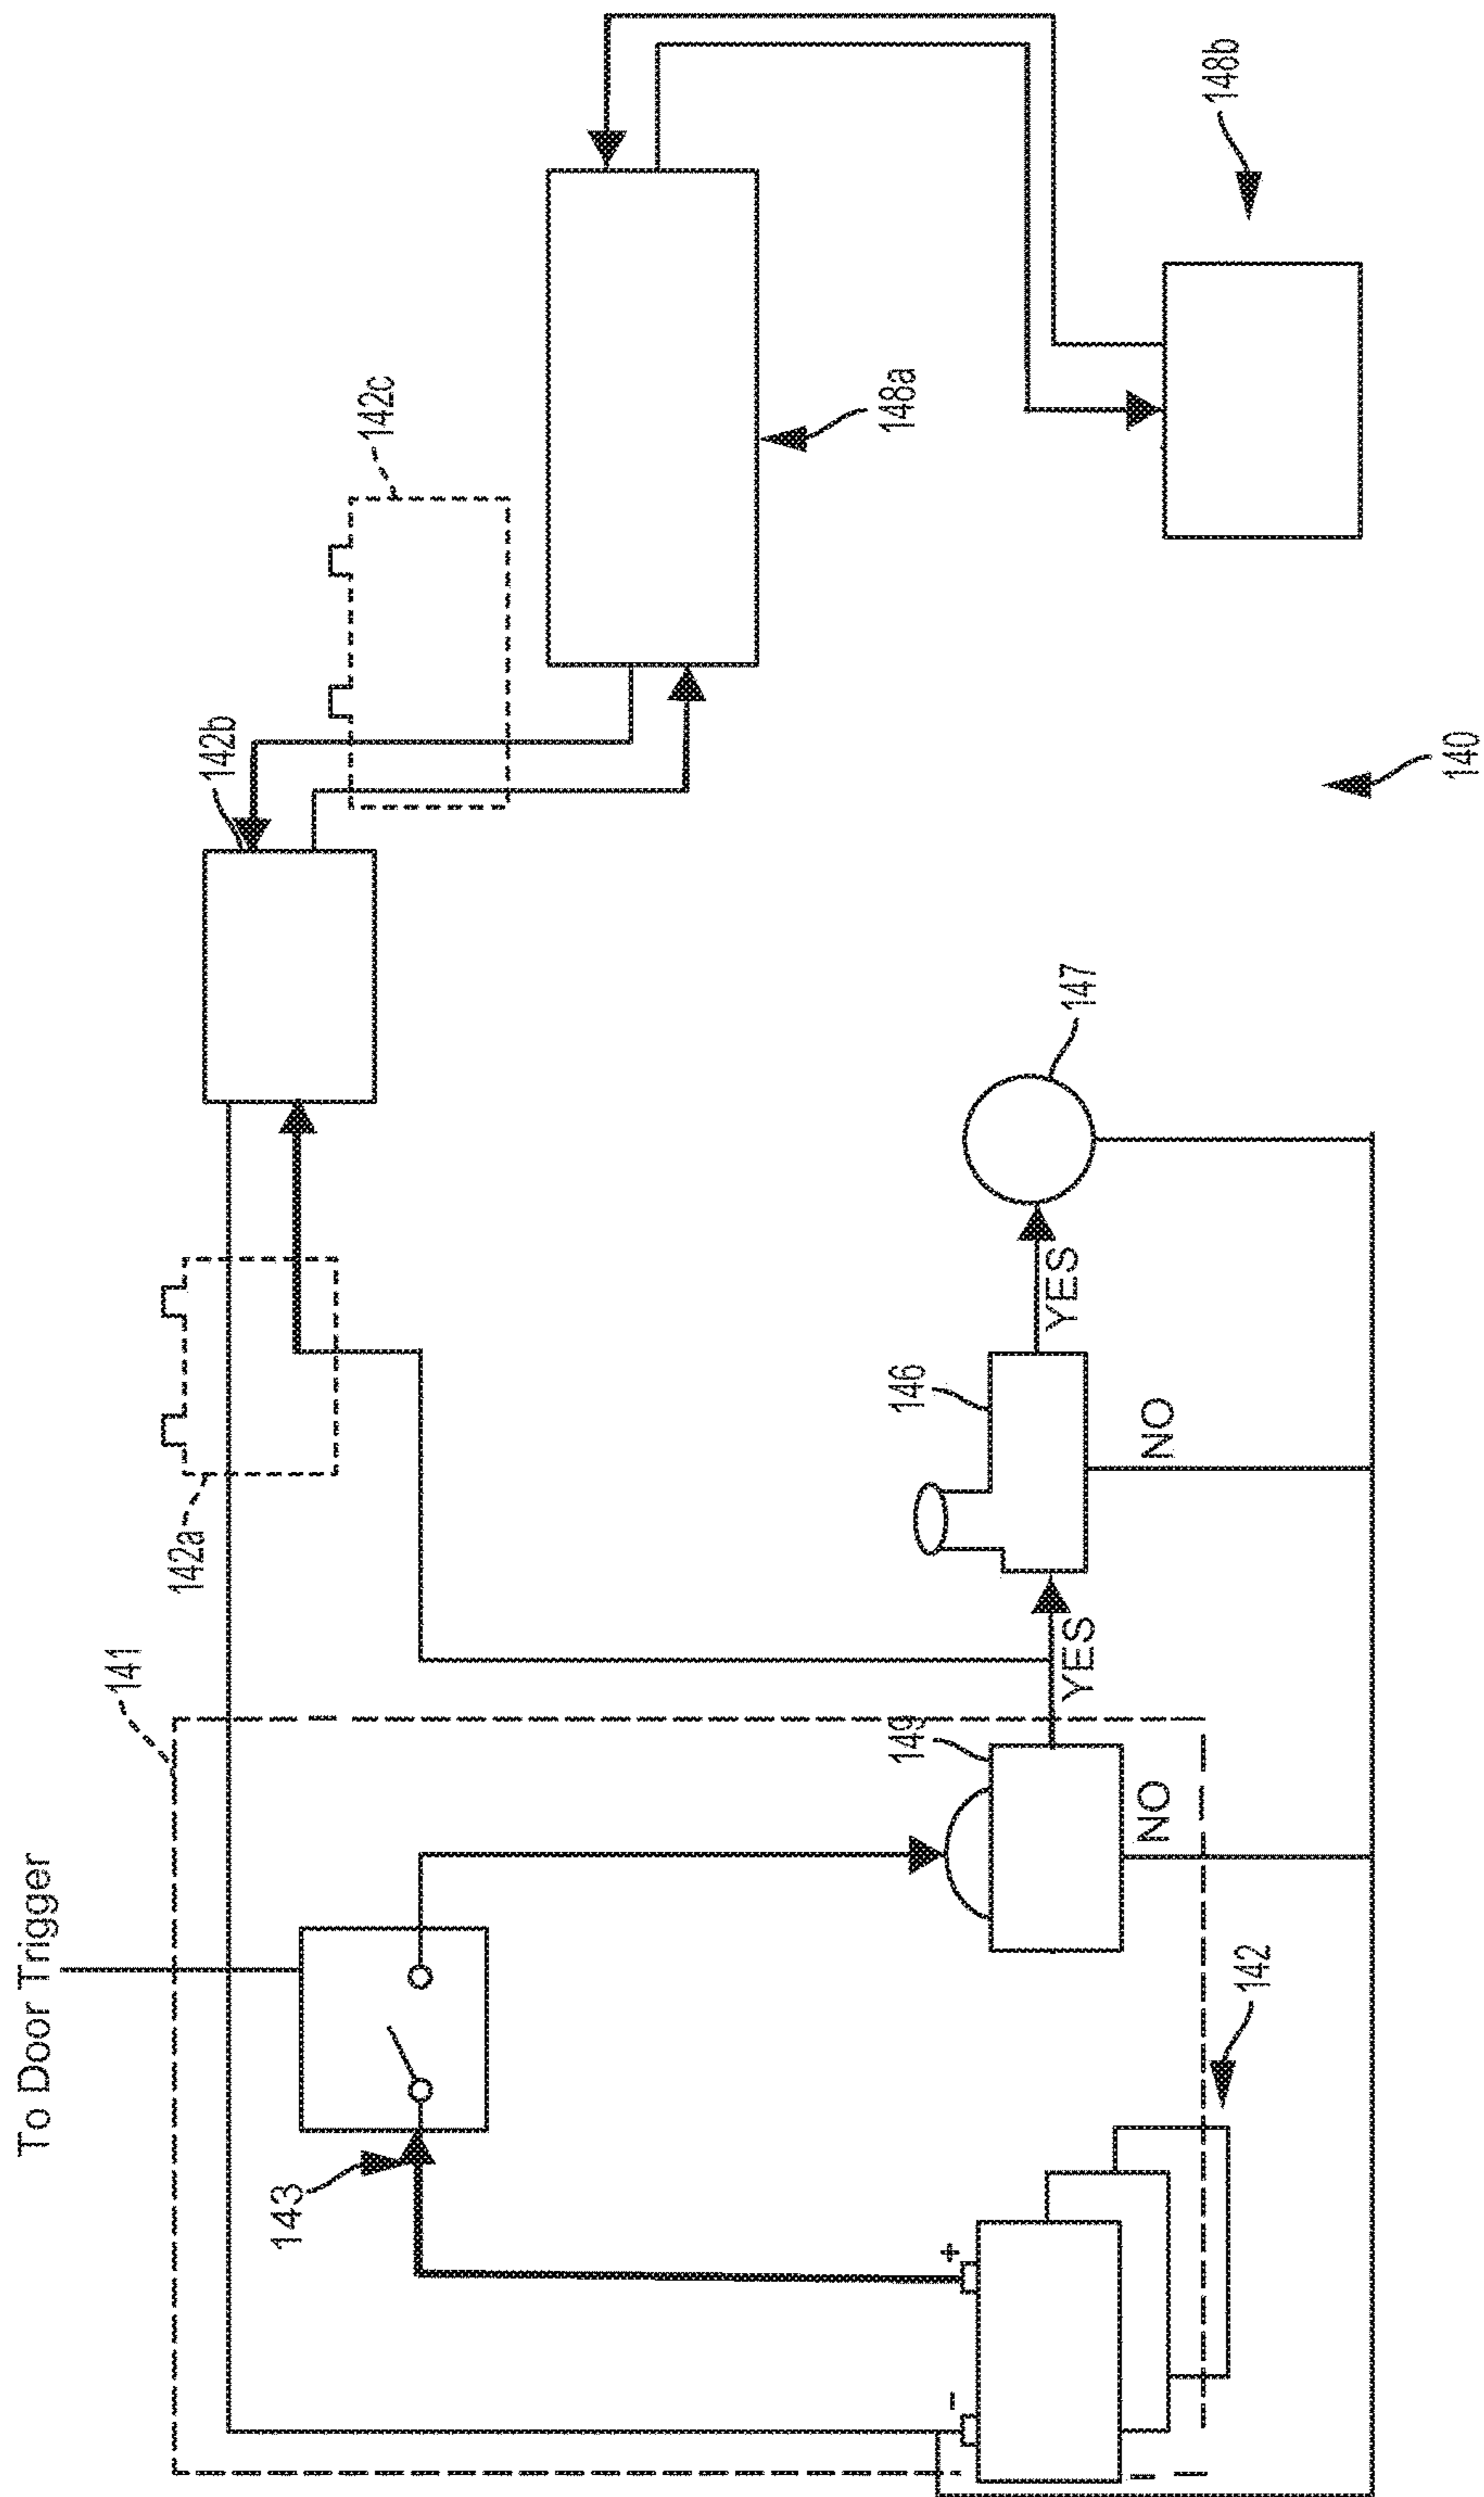 To Door Trigger
141
142a
142b
142c
143
149
NO
YES
146
NO
YES
147
142
148a
148b
140
+
-